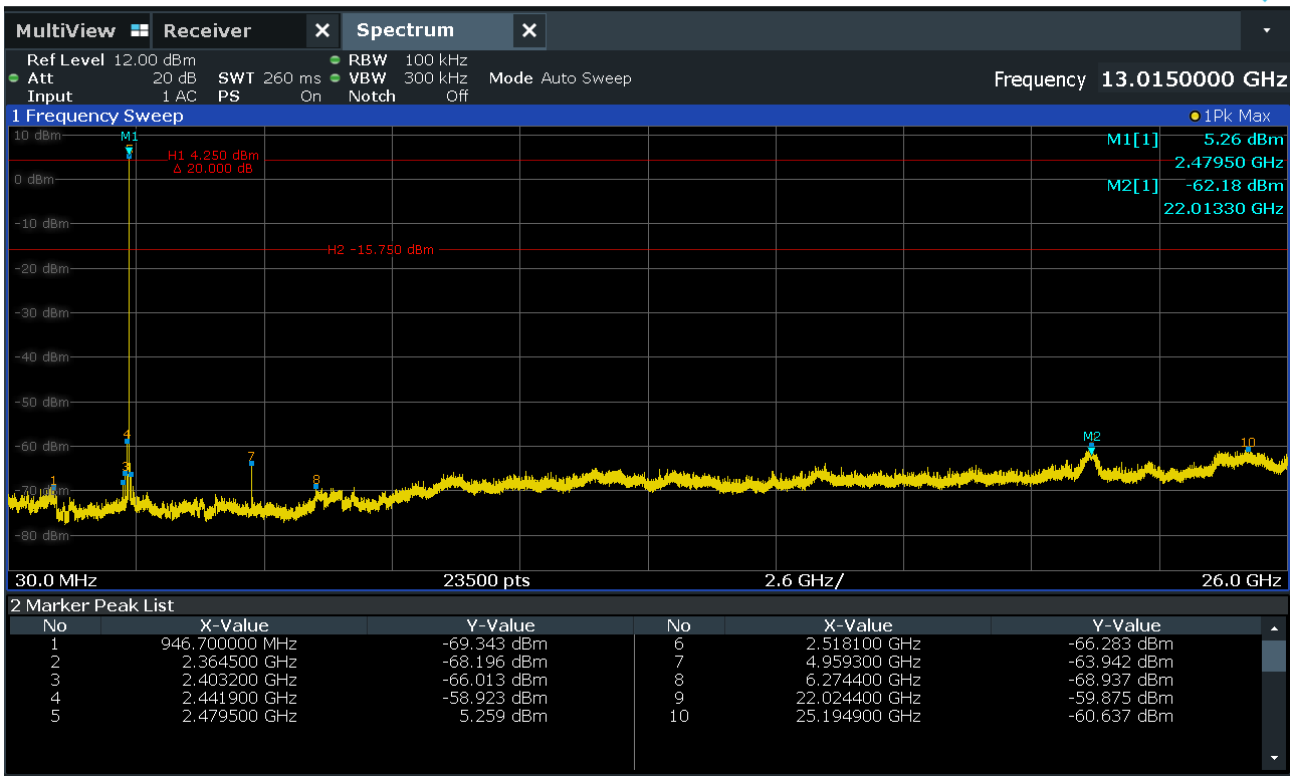 MultiView Receiver × Spectrum ×
Ref Level 12.00 dBm RBW 100 kHz
Att 20 dB SWT 260 ms VBW 300 kHz Mode Auto Sweep Frequency 13.0150000 GHz
Input 1 AC PS On Notch Off
1 Frequency Sweep 1Pk Max
10 dBm M1 M1[1] 5.26 dBm
5
H1 4.250 dBm 2.47950 GHz
Δ 20.000 dB
0 dBm M2[1] -62.18 dBm
22.01330 GHz
-10 dBm
H2 -15.750 dBm
-20 dBm
-30 dBm
-40 dBm
-50 dBm
4 M2
-60 dBm 10
7
3
1 8
-70 dBm
-80 dBm
30.0 MHz 23500 pts 2.6 GHz/ 26.0 GHz
2 Marker Peak List
No X-Value Y-Value No X-Value Y-Value
1 946.700000 MHz -69.343 dBm 6 2.518100 GHz -66.283 dBm
2 2.364500 GHz -68.196 dBm 7 4.959300 GHz -63.942 dBm
3 2.403200 GHz -66.013 dBm 8 6.274400 GHz -68.937 dBm
4 2.441900 GHz -58.923 dBm 9 22.024400 GHz -59.875 dBm
5 2.479500 GHz 5.259 dBm 10 25.194900 GHz -60.637 dBm